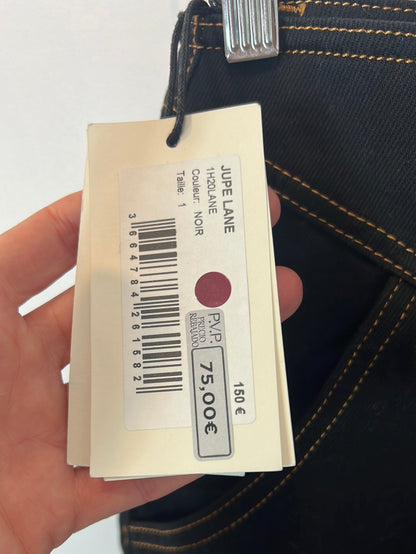 JUPE LANE
1H20LANE
Couleur: NOIR
Taille: 1
3664784261582
150 €
P.V.P.
PRECIO
REBAJADO
75,00€